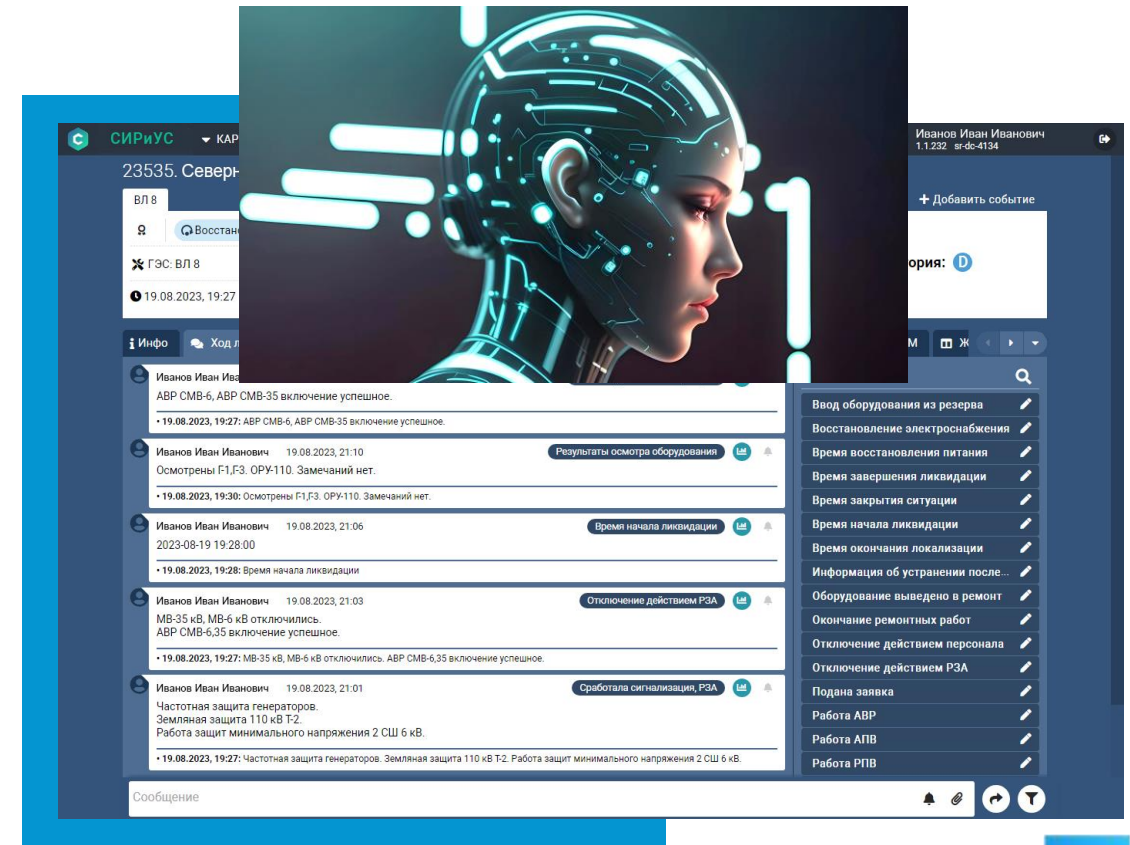 СИРиУС
КАР
Иванов Иван Иванович
1.1.232 sr-dc-4134
23535. Северн
ВЛ 8
Добавить событие
Восстано
ГЭС: ВЛ 8
ория: D
19.08.2023, 19:27
Инфо
Ход л
М
Ж
Иванов Иван Ива
АВР СМВ-6, АВР СМВ-35 включение успешное.
• 19.08.2023, 19:27: АВР СМВ-6, АВР СМВ-35 включение успешное.
Иванов Иван Иванович 19.08.2023, 21:10 Результаты осмотра оборудования
Осмотрены Г-1,Г-3. ОРУ-110. Замечаний нет.
• 19.08.2023, 19:30: Осмотрены Г-1,Г-3. ОРУ-110. Замечаний нет.
Иванов Иван Иванович 19.08.2023, 21:06 Время начала ликвидации
2023-08-19 19:28:00
• 19.08.2023, 19:28: Время начала ликвидации
Иванов Иван Иванович 19.08.2023, 21:03 Отключение действием РЗА
МВ-35 кВ, МВ-6 кВ отключились.
АВР СМВ-6,35 включение успешное.
• 19.08.2023, 19:27: МВ-35 кВ, МВ-6 кВ отключились. АВР СМВ-6,35 включение успешное.
Иванов Иван Иванович 19.08.2023, 21:01 Сработала сигнализация, РЗА
Частотная защита генераторов.
Земляная защита 110 кВ Т-2.
Работа защит минимального напряжения 2 СШ 6 кВ.
• 19.08.2023, 19:27: Частотная защита генераторов. Земляная защита 110 кВ Т-2. Работа защит минимального напряжения 2 СШ 6 кВ.
Ввод оборудования из резерва
Восстановление электроснабжения
Время восстановления питания
Время завершения ликвидации
Время закрытия ситуации
Время начала ликвидации
Время окончания локализации
Информация об устранении после...
Оборудование выведено в ремонт
Окончание ремонтных работ
Отключение действием персонала
Отключение действием РЗА
Подана заявка
Работа АВР
Работа АПВ
Работа РПВ
Сообщение